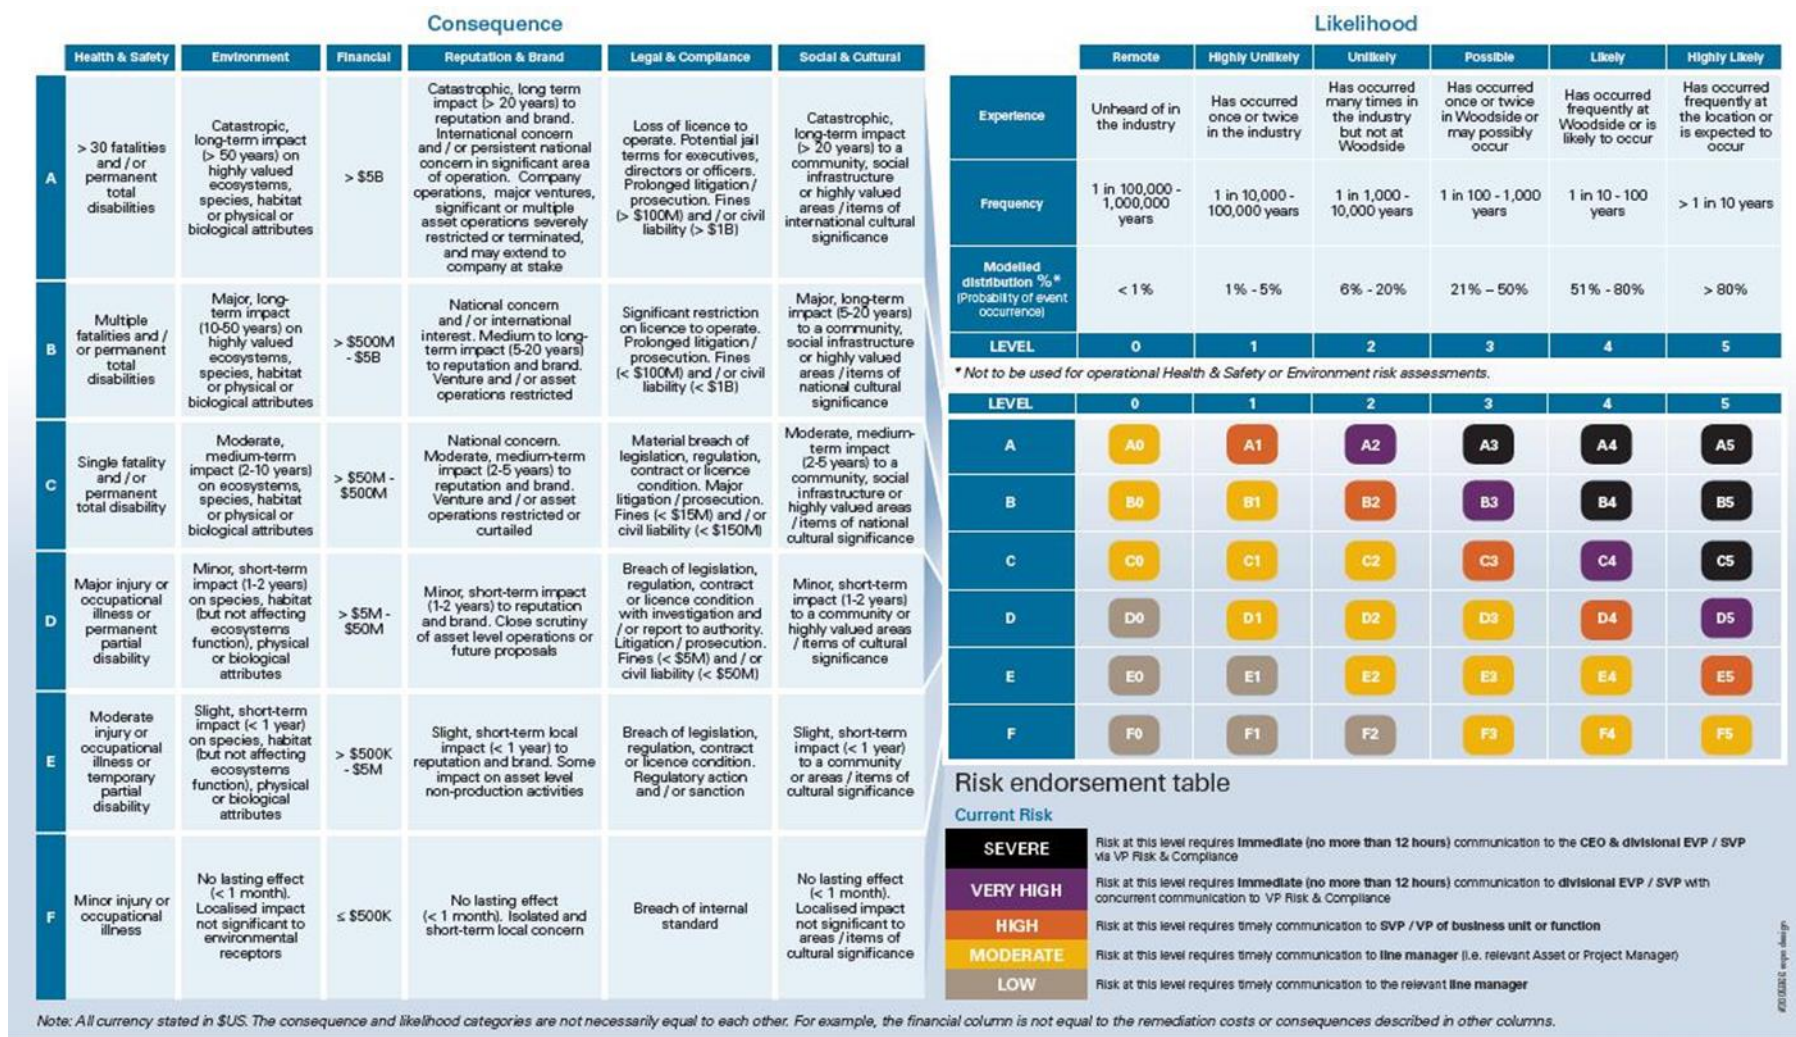 Consequence
Health & Safety
Environment
Financial
Reputation & Brand
Legal & Compliance
Social & Cultural
A
> 30 fatalities
and / or
permanent
total
disabilities
Catastropic,
long-term impact
(> 50 years) on
highly valued
ecosystems,
species, habitat
or physical or
biological attributes
> $5B
Catastrophic, long term
impact (> 20 years) to
reputation and brand.
International concern
and / or persistent national
concern in significant area
of operation. Company
operations, major ventures,
significant or multiple
asset operations severely
restricted or terminated,
and may extend to
company at stake
Loss of licence to
operate. Potential jail
terms for executives,
directors or officers.
Prolonged litigation /
prosecution. Fines
(> $100M) and / or civil
liability (> $1B)
Catastrophic,
long-term impact
(> 20 years) to a
community, social
infrastructure
or highly valued
areas / items of
international cultural
significance
B
Multiple
fatalities and /
or permanent
total
disabilities
Major, long-
term impact
(10-50 years) on
highly valued
ecosystems,
species, habitat
or physical or
biological attributes
> $500M
- $5B
National concern
and / or international
interest. Medium to long-
term impact (5-20 years)
to reputation and brand.
Venture and / or asset
operations restricted
Significant restriction
on licence to operate.
Prolonged litigation /
prosecution. Fines
(< $100M) and / or civil
liability (< $1B)
Major, long-term
impact (5-20 years)
to a community,
social infrastructure
or highly valued
areas / items of
national cultural
significance
C
Single fatality
and / or
permanent
total disability
Moderate,
medium-term
impact (2-10 years)
on ecosystems,
species, habitat
or physical or
biological attributes
> $50M -
$500M
National concern.
Moderate, medium-term
impact (2-5 years) to
reputation and brand.
Venture and / or asset
operations restricted or
curtailed
Material breach of
legislation, regulation,
contract or licence
condition. Major
litigation / prosecution.
Fines (< $15M) and / or
civil liability (< $150M)
Moderate, medium-
term impact
(2-5 years) to a
community, social
infrastructure or
highly valued areas
/ items of national
cultural significance
D
Major injury or
occupational
illness or
permanent
partial
disability
Minor, short-term
impact (1-2 years)
on species, habitat
(but not affecting
ecosystems
function), physical
or biological
attributes
> $5M -
$50M
Minor, short-term impact
(1-2 years) to reputation
and brand. Close scrutiny
of asset level operations or
future proposals
Breach of legislation,
regulation, contract
or licence condition
with investigation and
/ or report to authority.
Litigation / prosecution.
Fines (< $5M) and / or
civil liability (< $50M)
Minor, short-term
impact (1-2 years)
to a community or
highly valued areas
/ items of cultural
significance
E
Moderate
injury or
occupational
illness or
temporary
partial
disability
Slight, short-term
impact (< 1 year)
on species, habitat
(but not affecting
ecosystems
function), physical
or biological
attributes
> $500K
- $5M
Slight, short-term local
impact (< 1 year) to
reputation and brand. Some
impact on asset level
non-production activities
Breach of legislation,
regulation, contract
or licence condition.
Regulatory action
and / or sanction
Slight, short-term
impact (< 1 year)
to a community
or areas / items of
cultural significance
F
Minor injury or
occupational
illness
No lasting effect
(< 1 month).
Localised impact
not significant to
environmental
receptors
≤ $500K
No lasting effect
(< 1 month). Isolated and
short-term local concern
Breach of internal
standard
No lasting effect
(< 1 month).
Localised impact
not significant to
areas / items of
cultural significance
Likelihood
Remote
Highly Unlikely
Unlikely
Possible
Likely
Highly Likely
Experience
Unheard of in
the industry
Has occurred
once or twice
in the industry
Has occurred
many times in
the industry
but not at
Woodside
Has occurred
once or twice
in Woodside or
may possibly
occur
Has occurred
frequently at
Woodside or is
likely to occur
Has occurred
frequently at
the location or
is expected to
occur
Frequency
1 in 100,000 -
1,000,000
years
1 in 10,000 -
100,000 years
1 in 1,000 -
10,000 years
1 in 100 - 1,000
years
1 in 10 - 100
years
> 1 in 10 years
Modelled
distribution %*
(Probability of event
occurrence)
< 1%
1% - 5%
6% - 20%
21% – 50%
51% - 80%
> 80%
LEVEL 0 1 2 3 4 5
* Not to be used for operational Health & Safety or Environment risk assessments.
LEVEL 0 1 2 3 4 5
A A0 A1 A2 A3 A4 A5
B B0 B1 B2 B3 B4 B5
C C0 C1 C2 C3 C4 C5
D D0 D1 D2 D3 D4 D5
E E0 E1 E2 E3 E4 E5
F F0 F1 F2 F3 F4 F5
Risk endorsement table
Current Risk
SEVERE
Risk at this level requires immediate (no more than 12 hours) communication to the CEO & divisional EVP / SVP
via VP Risk & Compliance
VERY HIGH
Risk at this level requires immediate (no more than 12 hours) communication to divisional EVP / SVP with
concurrent communication to VP Risk & Compliance
HIGH
Risk at this level requires timely communication to SVP / VP of business unit or function
MODERATE
Risk at this level requires timely communication to line manager (i.e. relevant Asset or Project Manager)
LOW
Risk at this level requires timely communication to the relevant line manager
Note: All currency stated in $US. The consequence and likelihood categories are not necessarily equal to each other. For example, the financial column is not equal to the remediation costs or consequences described in other columns.